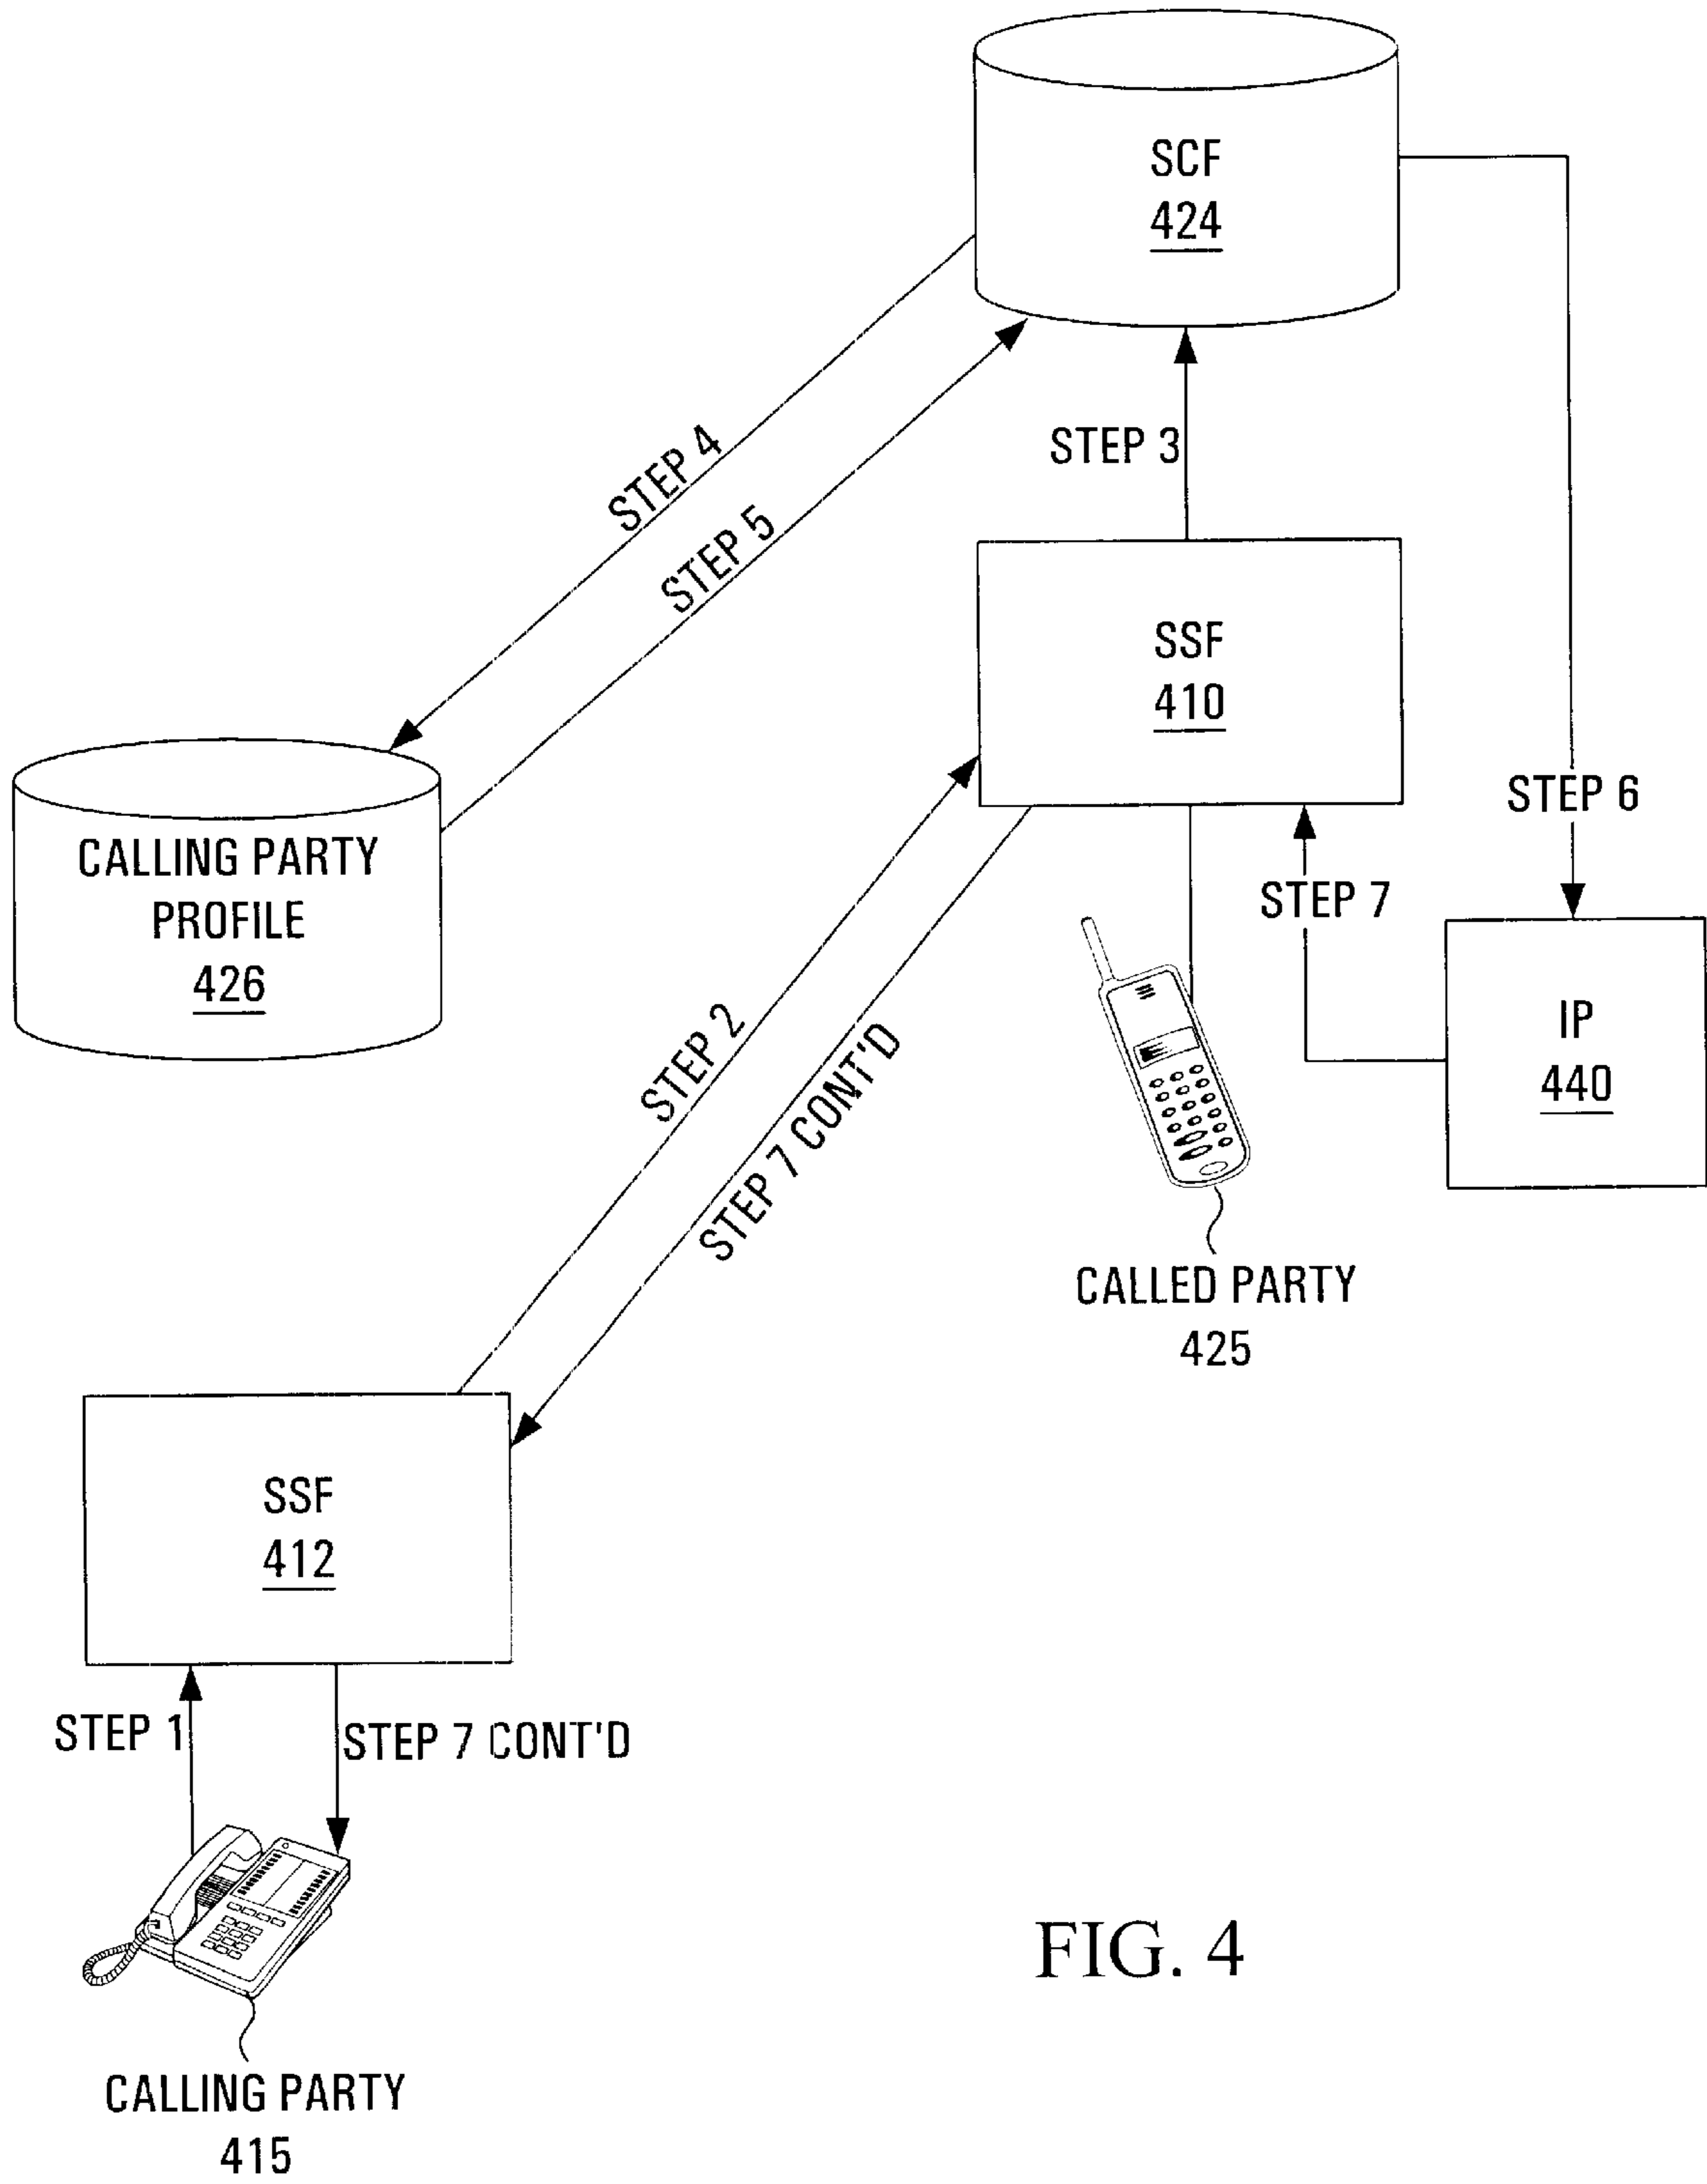 SCF
424
STEP 4
STEP 3
STEP 5
SSF
410
STEP 6
CALLING PARTY
PROFILE
426
STEP 7
STEP 2
IP
440
STEP 7 CONT'D
CALLED PARTY
425
SSF
412
STEP 1
STEP 7 CONT'D
FIG. 4
CALLING PARTY
415